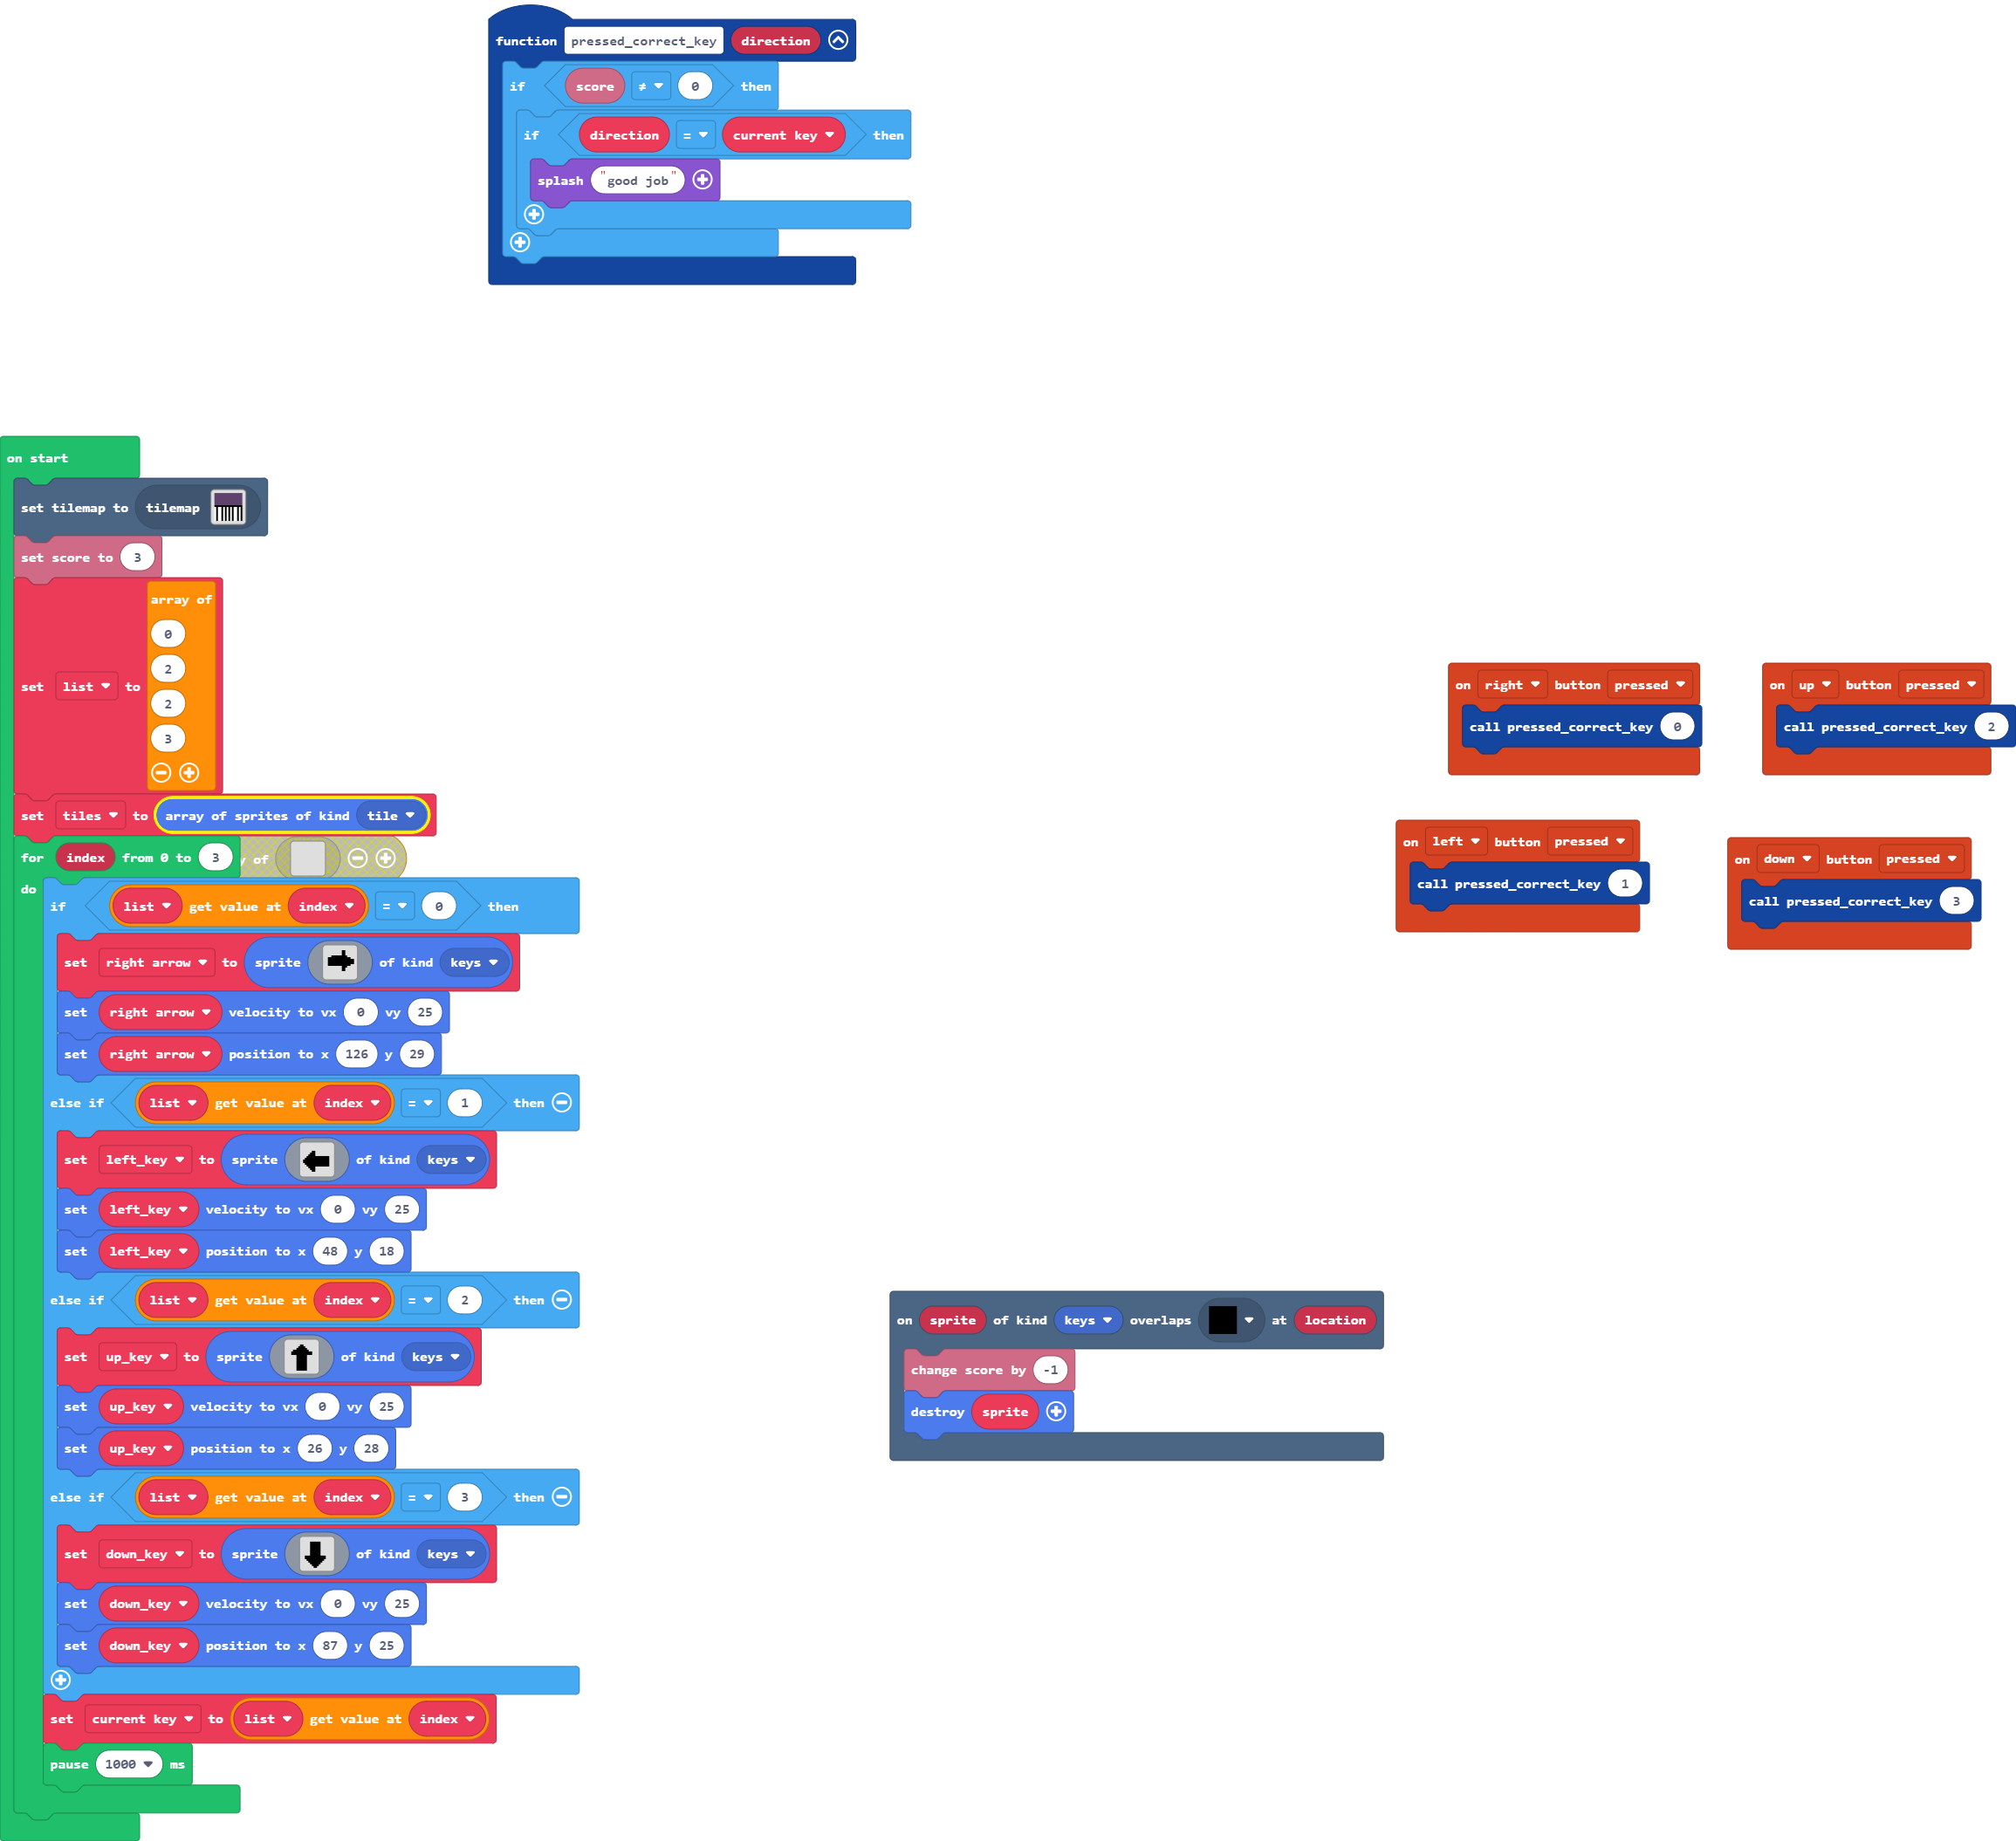 function pressed_correct_key direction
if score ≠ 0 then
if direction = current key then
splash "good job"
on start
set tilemap to tilemap
set score to 3
array of
0
2
set list to
2
3
set tiles to array of sprites of kind tile
for index from 0 to 3 y of
do
if list get value at index = 0 then
set right arrow to sprite of kind keys
set right arrow velocity to vx 0 vy 25
set right arrow position to x 126 y 29
else if list get value at index = 1 then
set left_key to sprite of kind keys
set left_key velocity to vx 0 vy 25
set left_key position to x 48 y 18
else if list get value at index = 2 then
set up_key to sprite of kind keys
set up_key velocity to vx 0 vy 25
set up_key position to x 26 y 28
else if list get value at index = 3 then
set down_key to sprite of kind keys
set down_key velocity to vx 0 vy 25
set down_key position to x 87 y 25
set current key to list get value at index
pause 1000 ms
on right button pressed
call pressed_correct_key 0
on up button pressed
call pressed_correct_key 2
on left button pressed
call pressed_correct_key 1
on down button pressed
call pressed_correct_key 3
on sprite of kind keys overlaps at location
change score by -1
destroy sprite